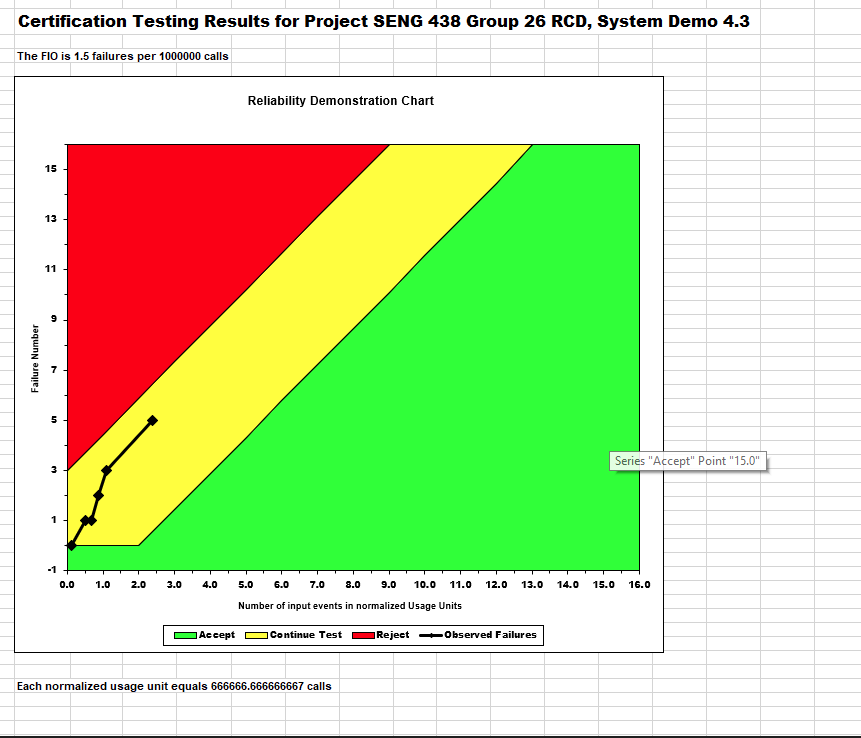 Certification Testing Results for Project SENG 438 Group 26 RCD, System Demo 4.3
The FIO is 1.5 failures per 1000000 calls
Reliability Demonstration Chart
15
13
11
9
7
5
3
1
-1
Failure Number
Series "Accept" Point "15.0"
0.0 1.0 2.0 3.0 4.0 5.0 6.0 7.0 8.0 9.0 10.0 11.0 12.0 13.0 14.0 15.0 16.0
Number of input events in normalized Usage Units
Accept Continue Test Reject Observed Failures
Each normalized usage unit equals 666666.666666667 calls